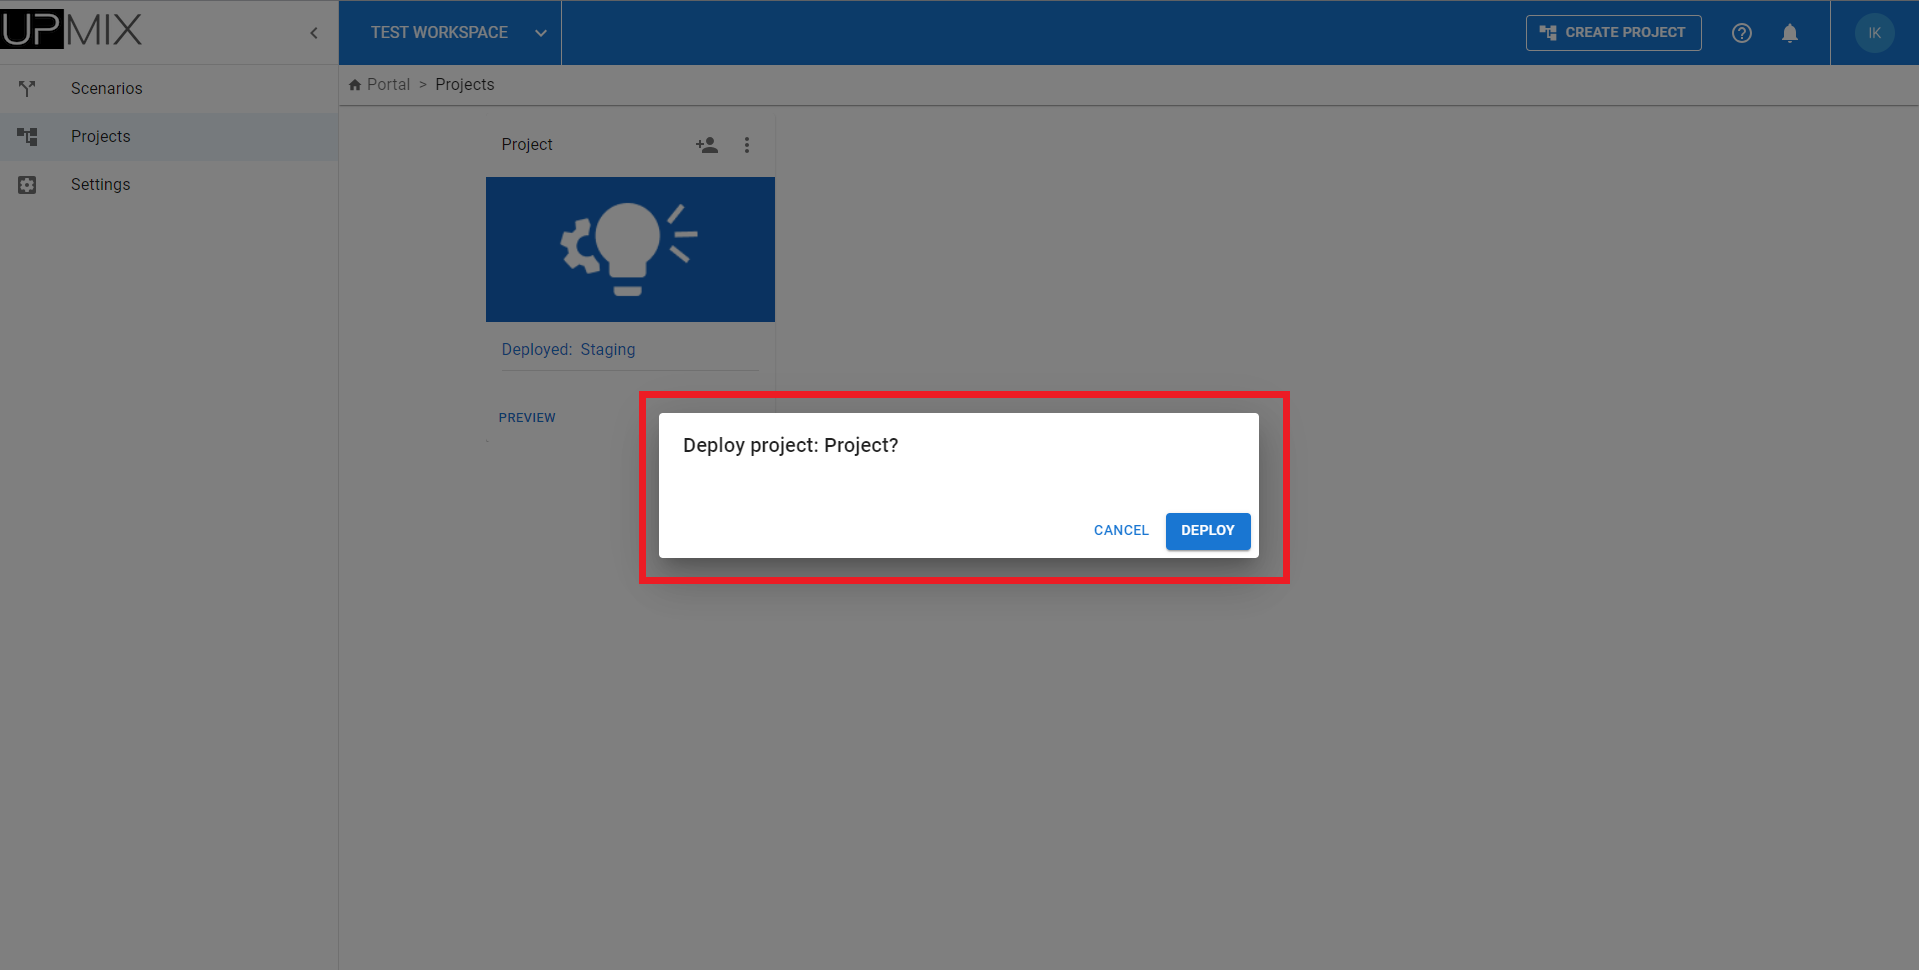 UPMIX
TEST WORKSPACE
CREATE PROJECT
IK
Portal > Projects
Scenarios
Projects
Settings
Project
Deployed: Staging
PREVIEW
Deploy project: Project?
CANCEL
DEPLOY